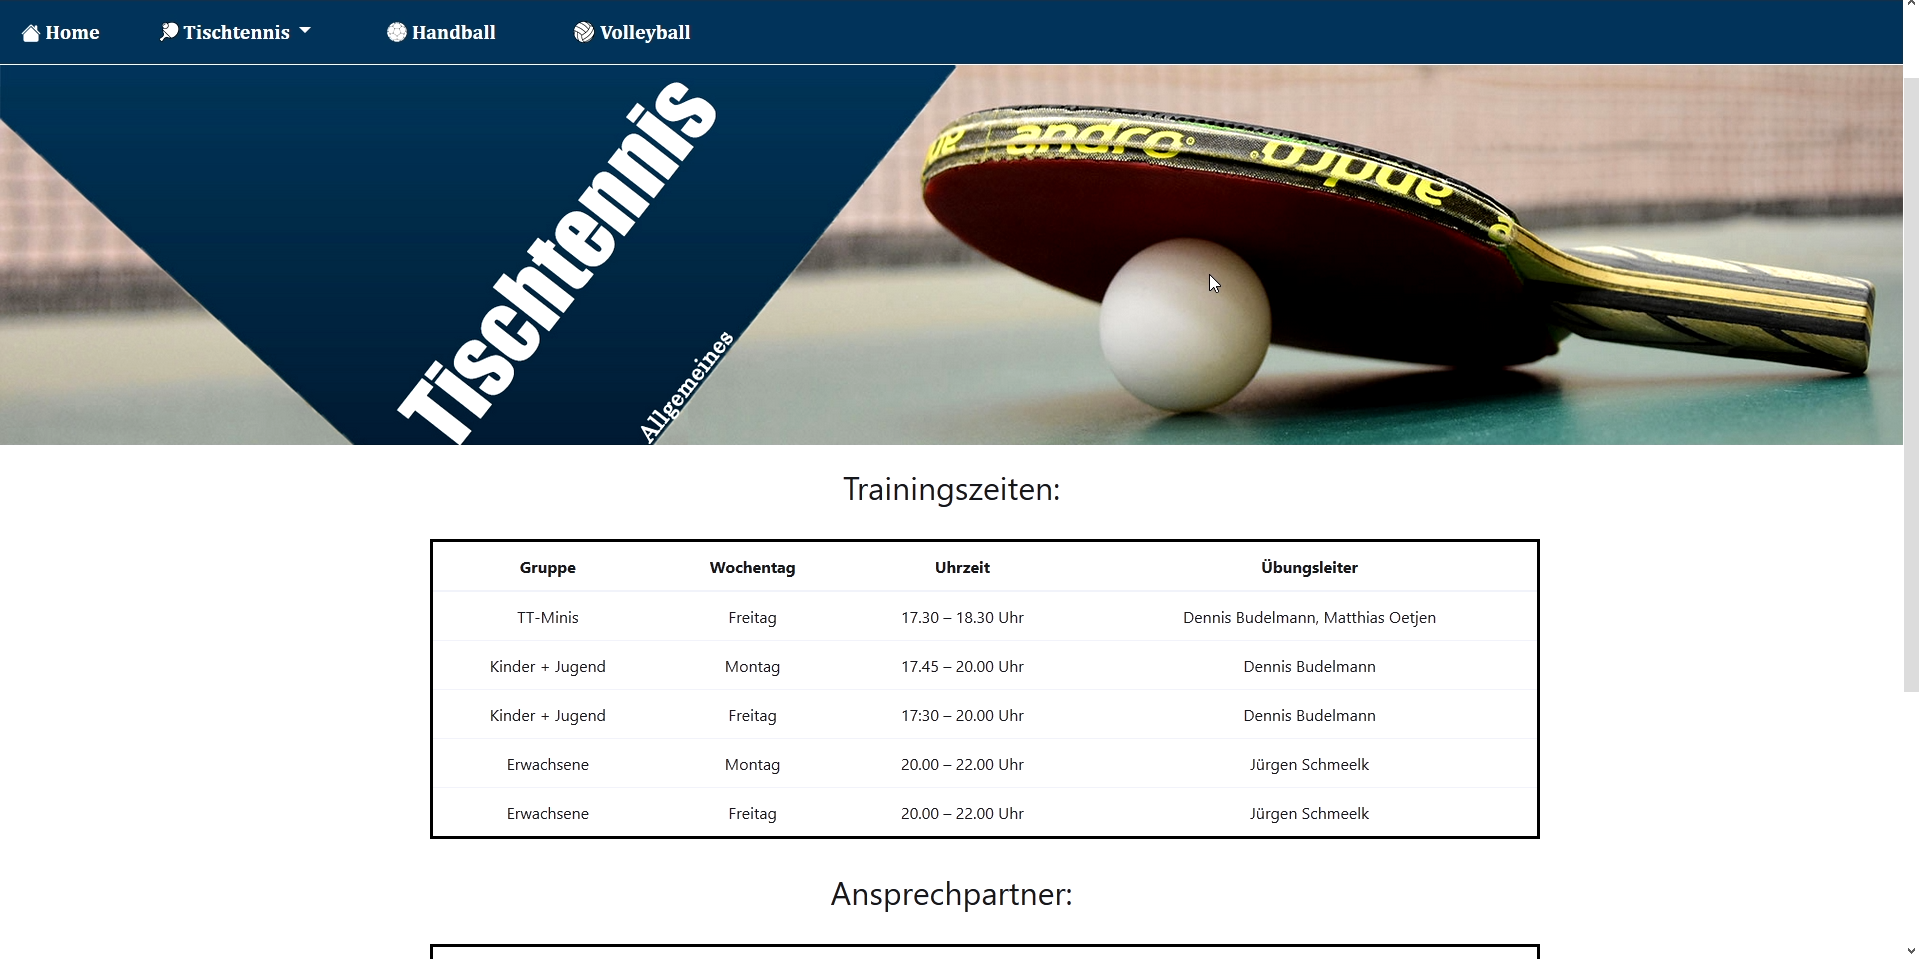 Home Tischtennis Handball Volleyball
Tischtennis
Allgemeines
andro
andro
Trainingszeiten:
Gruppe Wochentag Uhrzeit Übungsleiter
TT-Minis Freitag 17.30 – 18.30 Uhr Dennis Budelmann, Matthias Oetjen
Kinder + Jugend Montag 17.45 – 20.00 Uhr Dennis Budelmann
Kinder + Jugend Freitag 17:30 – 20.00 Uhr Dennis Budelmann
Erwachsene Montag 20.00 – 22.00 Uhr Jürgen Schmeelk
Erwachsene Freitag 20.00 – 22.00 Uhr Jürgen Schmeelk
Ansprechpartner: